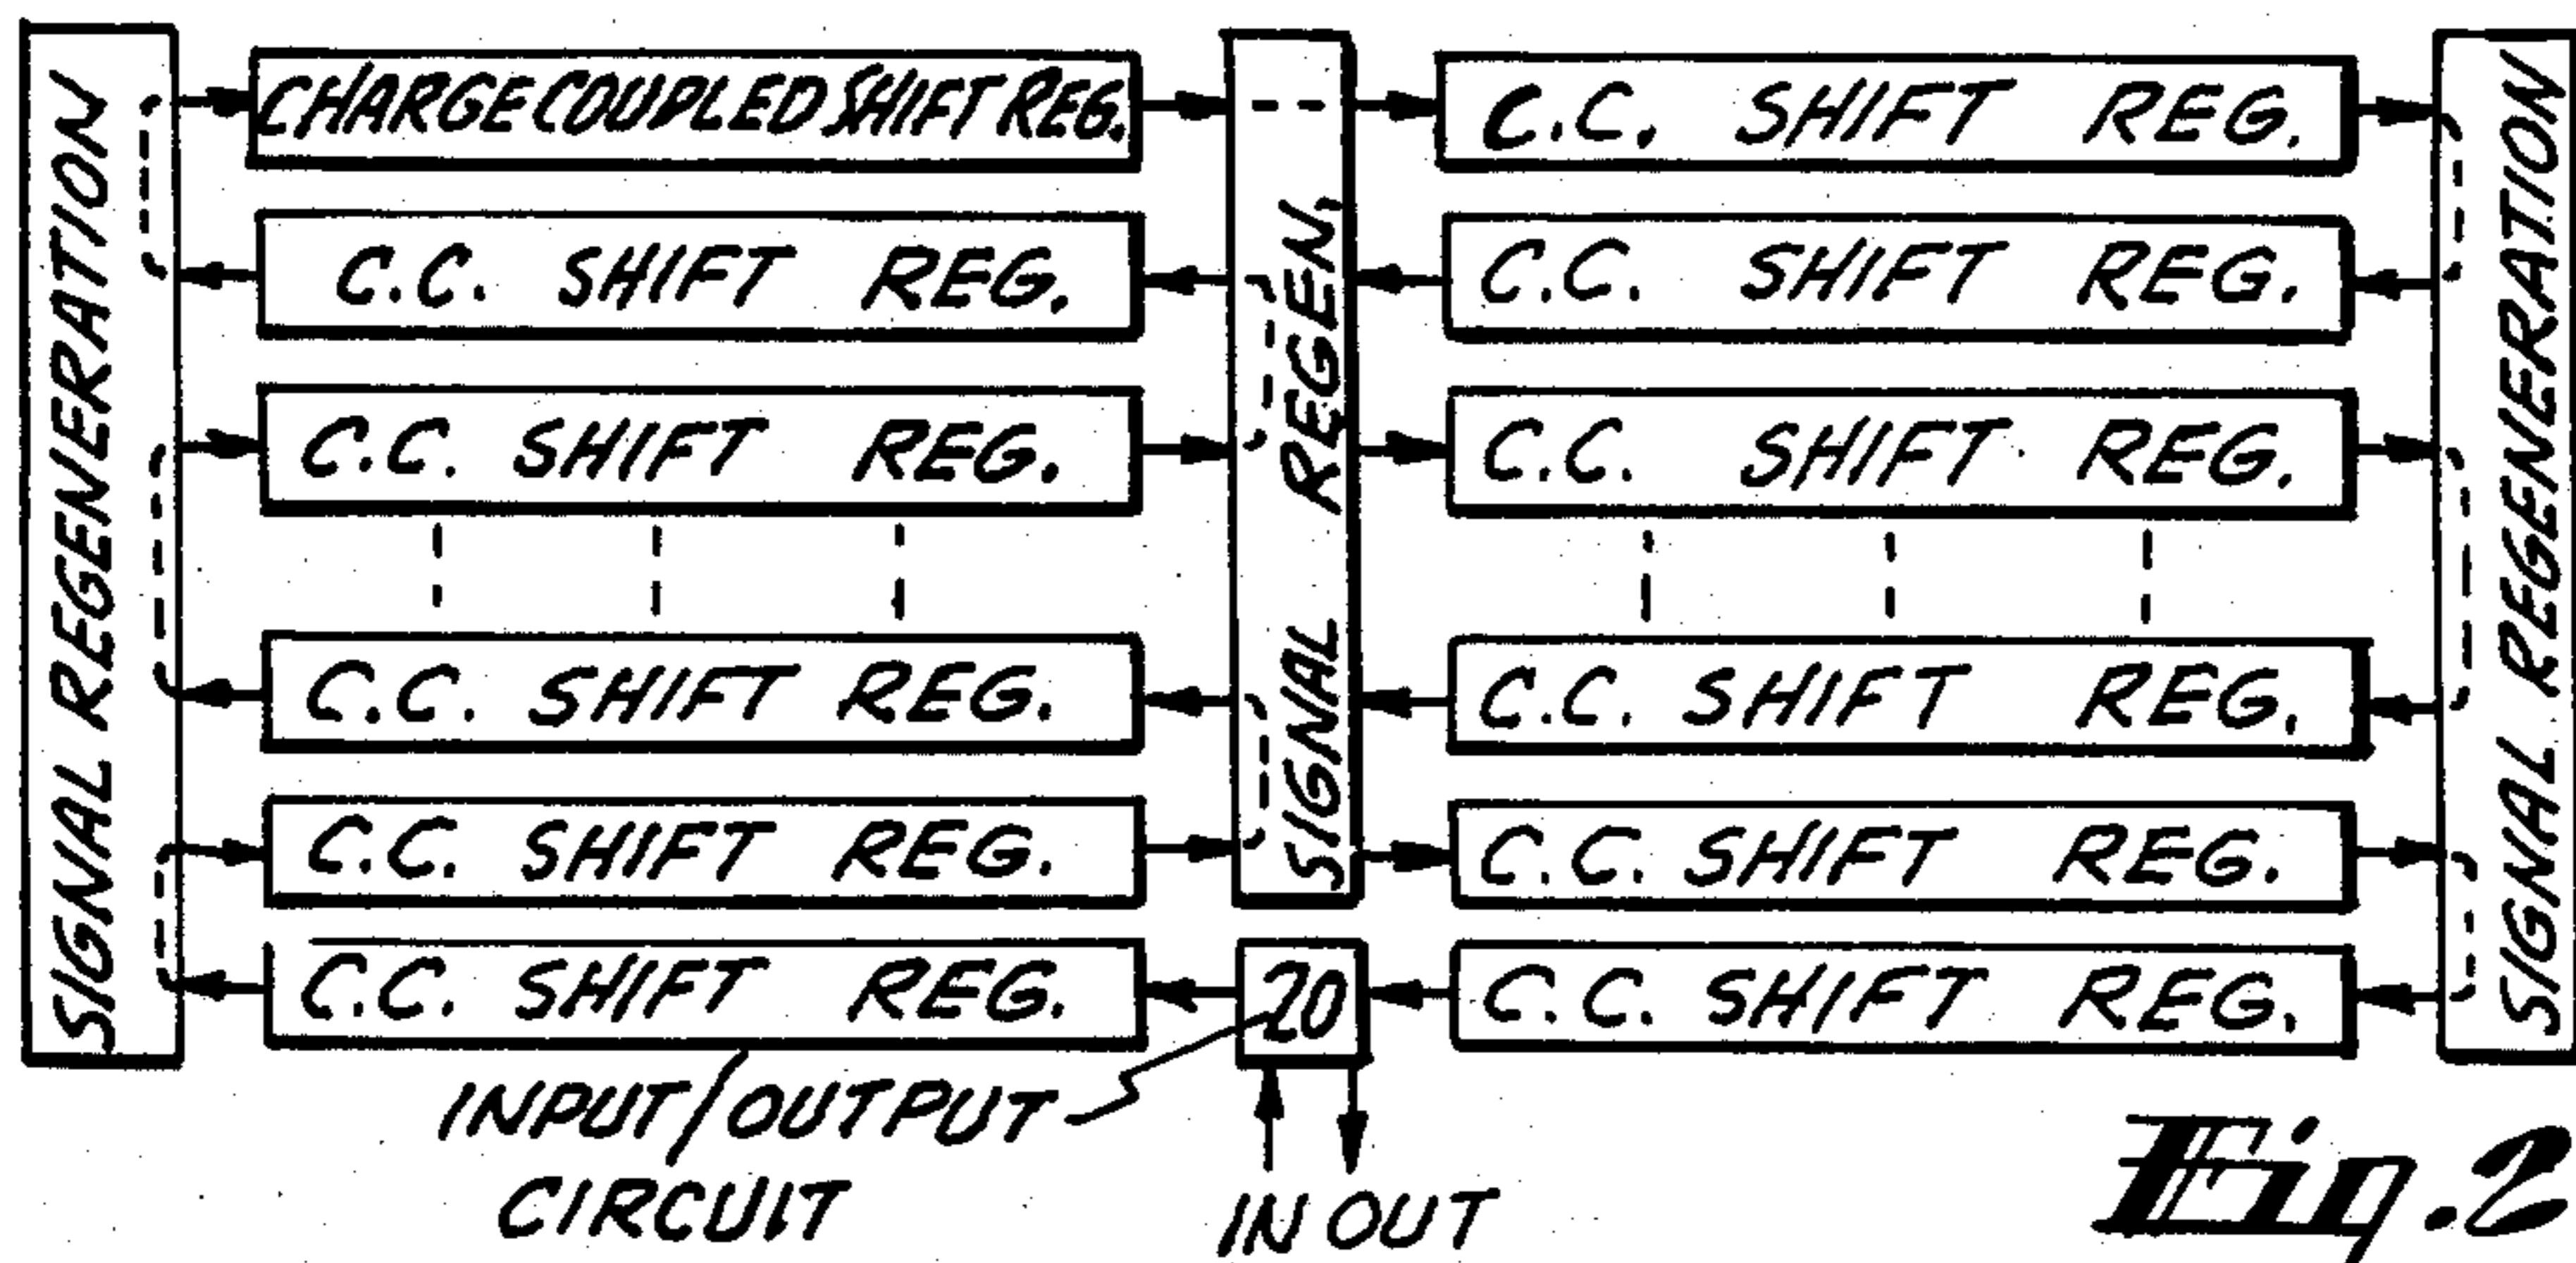 SIGNAL REGENERATION
CHARGE COUPLED SHIFT REG.
C.C. SHIFT REG.
C.C. SHIFT REG.
C.C. SHIFT REG.
C.C. SHIFT REG.
C.C. SHIFT REG.
SIGNAL REGEN.
20
C.C. SHIFT REG.
C.C. SHIFT REG.
C.C. SHIFT REG.
C.C. SHIFT REG.
C.C. SHIFT REG.
C.C. SHIFT REG.
SIGNAL REGENERATION
INPUT/OUTPUT
CIRCUIT
IN OUT
Fig. 2